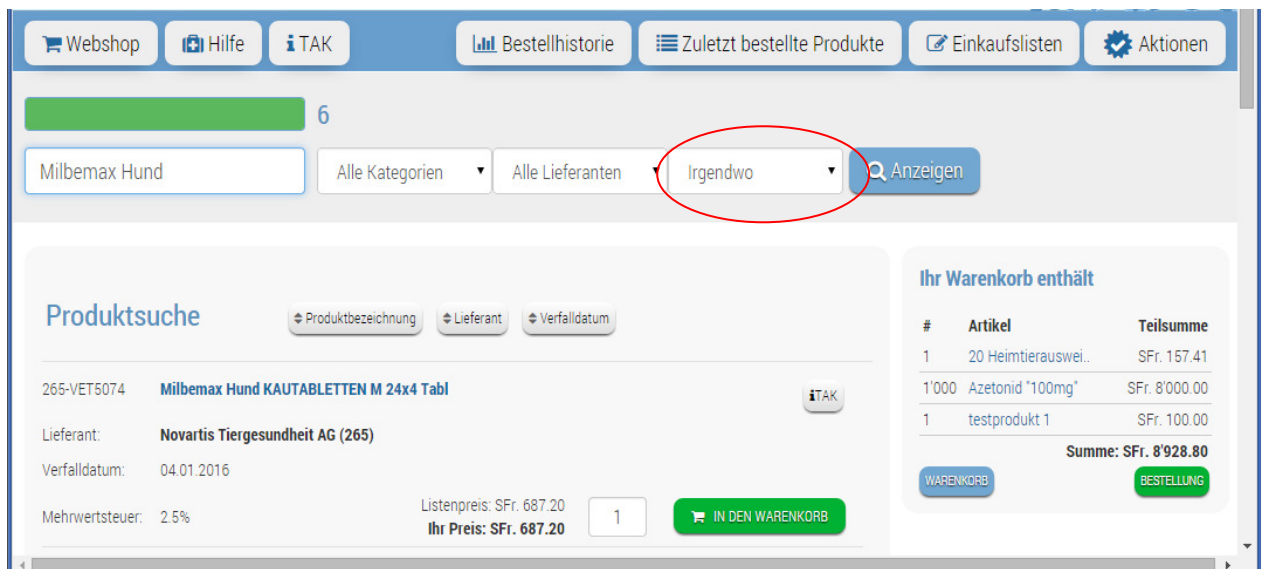 Webshop Hilfe iTAK Bestellhistorie Zuletzt bestellte Produkte Einkaufslisten Aktionen
6
Milbemax Hund Alle Kategorien Alle Lieferanten Irgendwo Anzeigen
Produktsuche Produktbezeichnung Lieferant Verfalldatum
265-VET5074 Milbemax Hund KAUTABLETTEN M 24x4 Tabl iTAK
Lieferant: Novartis Tiergesundheit AG (265)
Verfalldatum: 04.01.2016
Listenpreis: SFr. 687.20
Mehrwertsteuer: 2.5% Ihr Preis: SFr. 687.20 1 IN DEN WARENKORB
Ihr Warenkorb enthält
# Artikel Teilsumme
1 20 Heimtierauswei.. SFr. 157.41
1'000 Azetonid "100mg" SFr. 8'000.00
1 testprodukt 1 SFr. 100.00
Summe: SFr. 8'928.80
WARENKORB BESTELLUNG